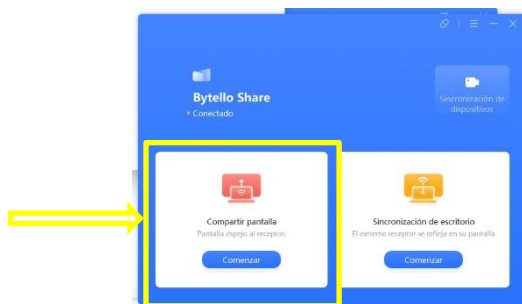 Bytello Share
Conectado
Sincronización de
dispositivos
Compartir pantalla
Pantalla espejo al receptor.
Comenzar
Sincronización de escritorio
El extremo receptor se refleja en su pantalla
Comenzar